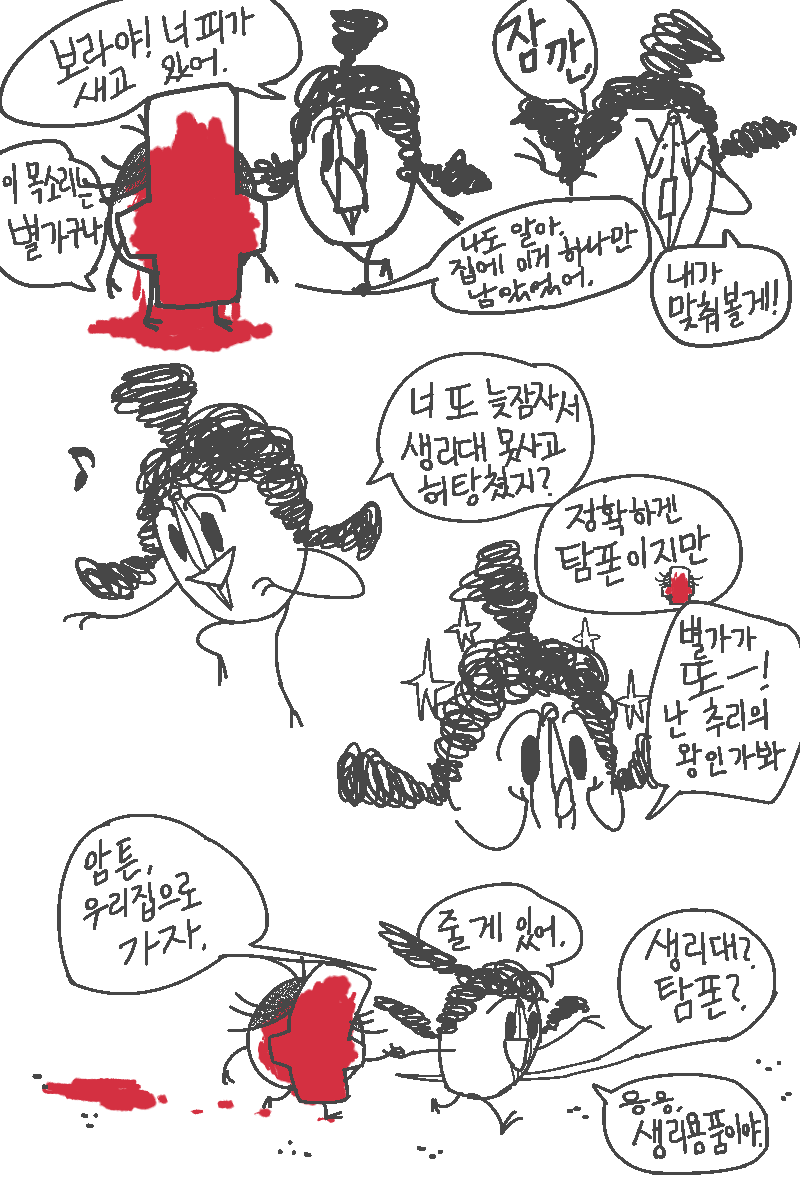 보라야! 너 피가
새고 있어.
이 목소리는
별가구나
나도 알아.
집에 이거 하나만
남았었어.
잠깐,
내가
맞춰볼게!
너 또 늦잠자서
생리대 못사고
허탕쳤지?
정확하겐
탐폰이지만
별가가
또ㅡ!
난 추리의
왕인가봐
암튼,
우리집으로
가자.
줄게 있어.
생리대?
탐폰?
응응,
생리용품이야.